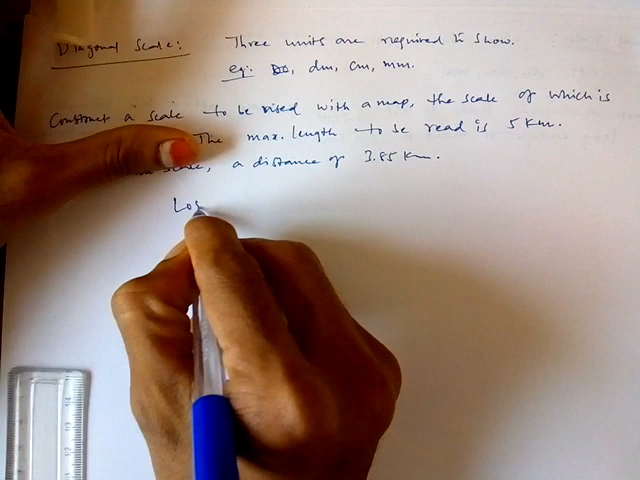 Diagonal Scale: Three units are required to show.
eg: dm, cm, mm.
Construct a scale to be used with a map, the scale of which is
The max. length to be read is 5 Km.
scale, a distance of 3.85 Km.
Los